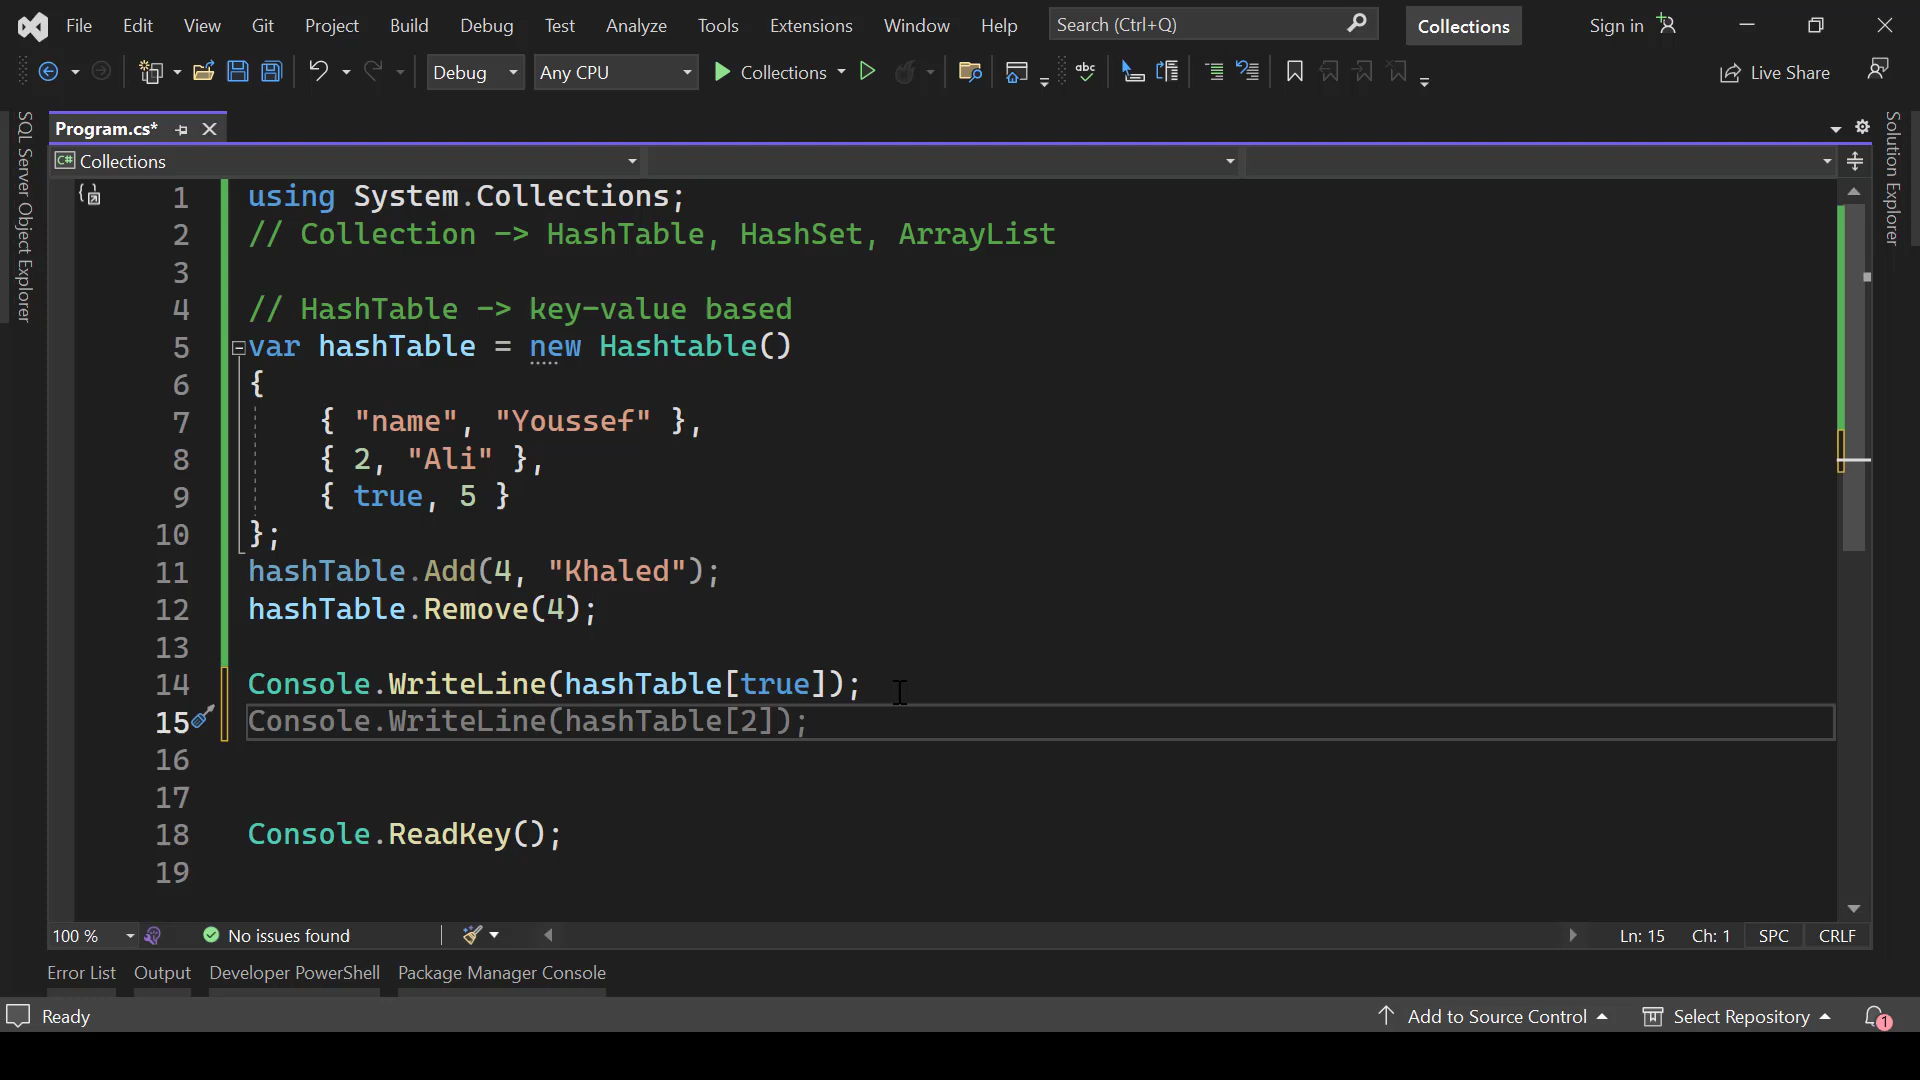 File Edit View Git Project Build Debug Test Analyze Tools Extensions Window Help Search (Ctrl+Q) Collections Sign in
Debug Any CPU Collections Live Share
SQL Server Object Explorer
Solution Explorer
Program.cs*
C# Collections
1 using System.Collections;
2 // Collection -> HashTable, HashSet, ArrayList
3
4 // HashTable -> key-value based
5 var hashTable = new Hashtable()
6 {
7 { "name", "Youssef" },
8 { 2, "Ali" },
9 { true, 5 }
10 };
11 hashTable.Add(4, "Khaled");
12 hashTable.Remove(4);
13
14 Console.WriteLine(hashTable[true]);
15 Console.WriteLine(hashTable[2]);
16
17
18 Console.ReadKey();
19
100 % No issues found Ln: 15 Ch: 1 SPC CRLF
Error List Output Developer PowerShell Package Manager Console
Ready Add to Source Control Select Repository 1